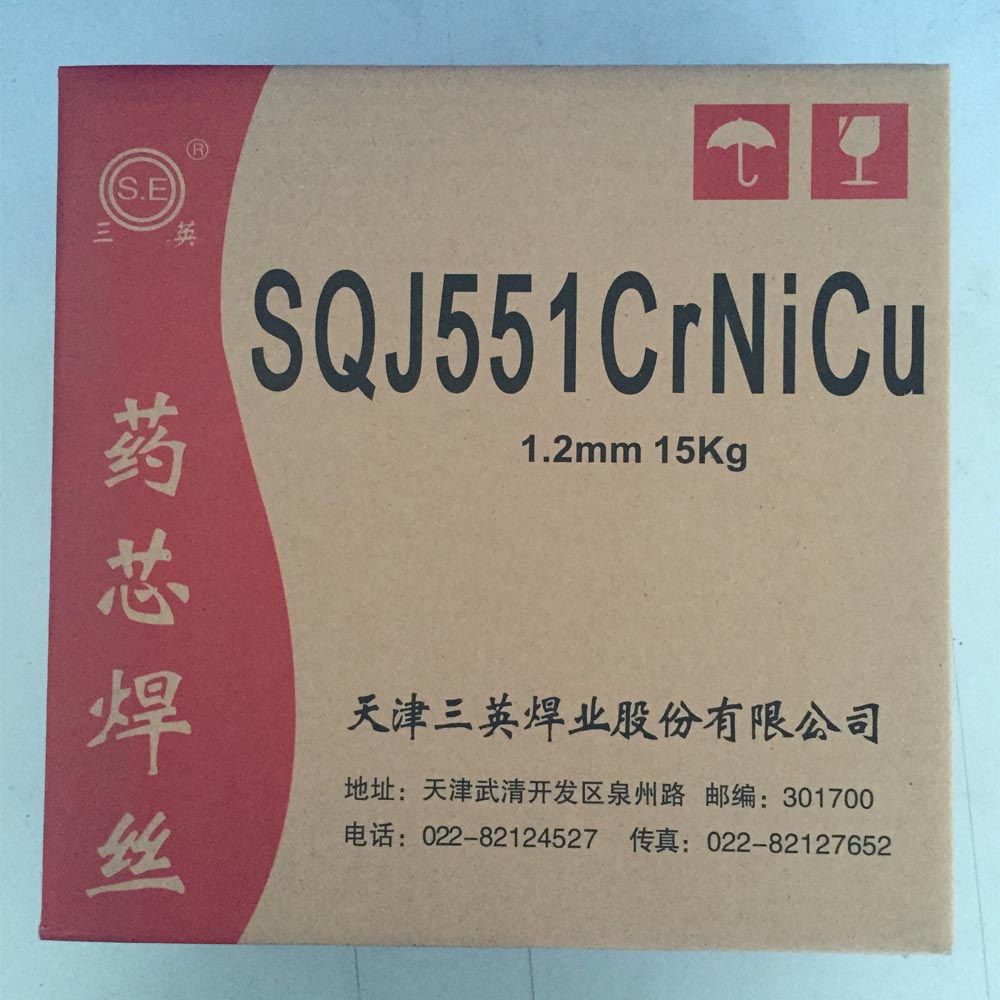 S.E ®
三英
SQJ551CrNiCu
1.2mm 15Kg
药芯焊丝
天津三英焊业股份有限公司
地址：天津武清开发区泉州路 邮编：301700
电话：022-82124527 传真：022-82127652